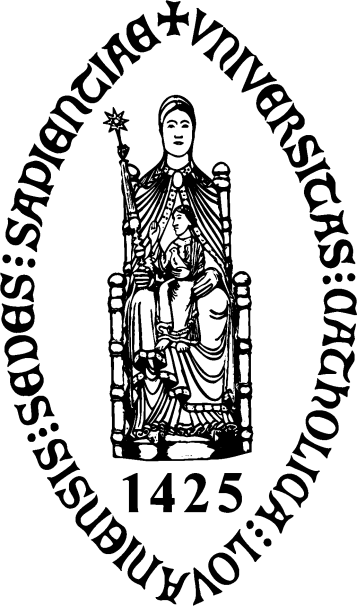 ✠ VNIVERSITAS ⁝ CATHOLICA ⁝ LOVANIENSIS ⁝ SEDES ⁝ SAPIENTIAE
1425